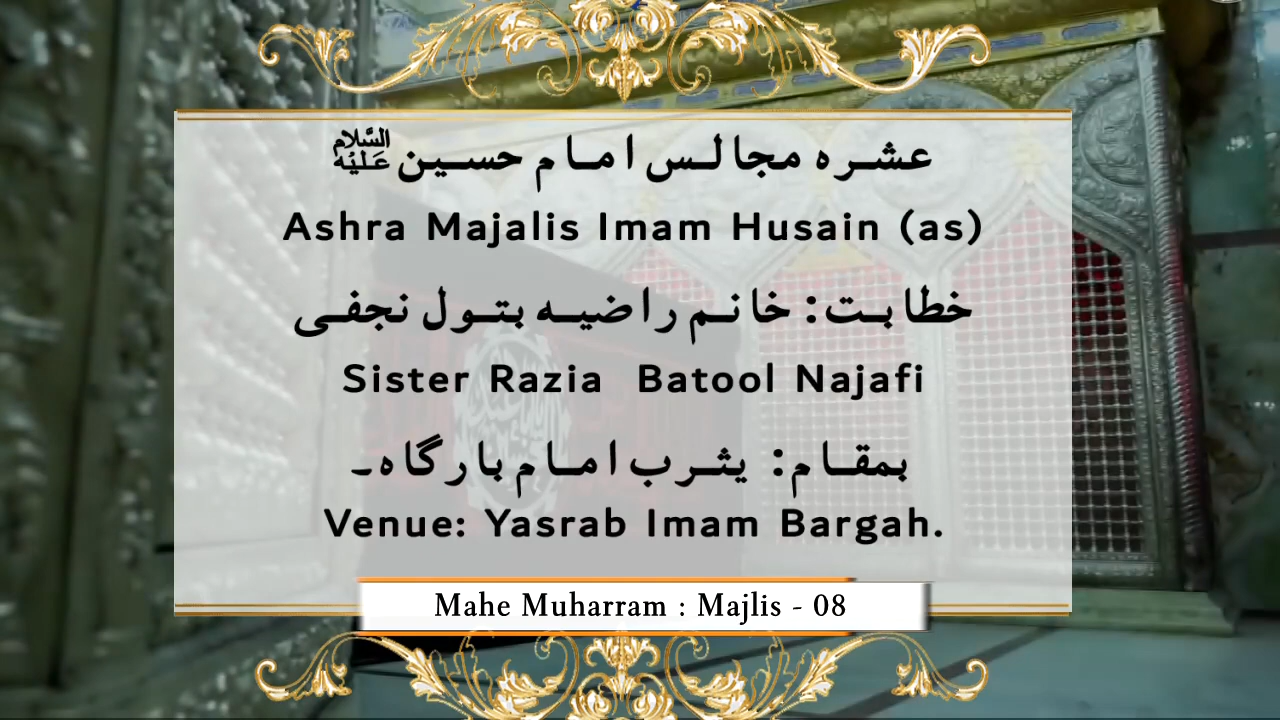 عشرہ مجالس امام حسین علیہ السلام
Ashra Majalis Imam Husain (as)
خطابت: خانم راضیہ بتول نجفی
Sister Razia Batool Najafi
بمقام: یثرب امام بارگاہ۔
Venue: Yasrab Imam Bargah.
Mahe Muharram : Majlis - 08